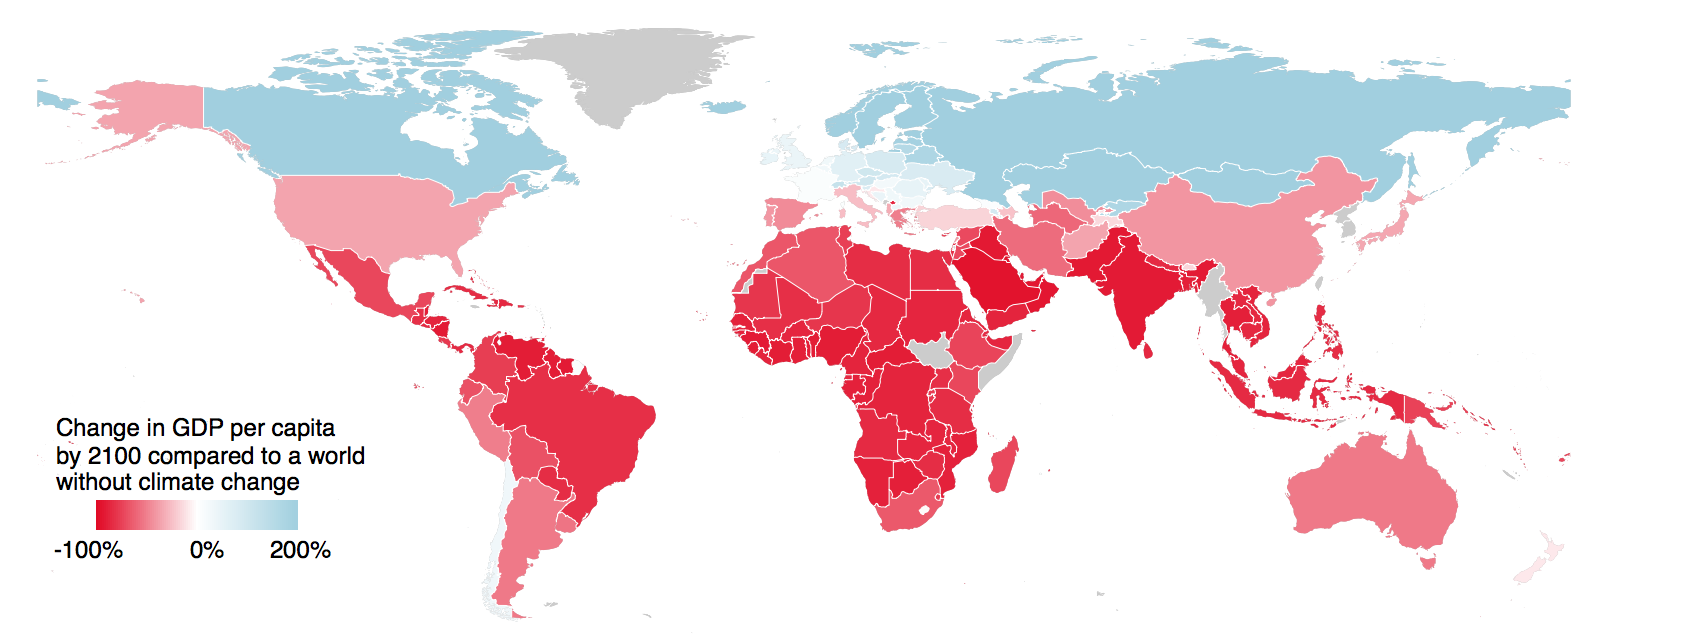 Change in GDP per capita
by 2100 compared to a world
without climate change
-100% 0% 200%